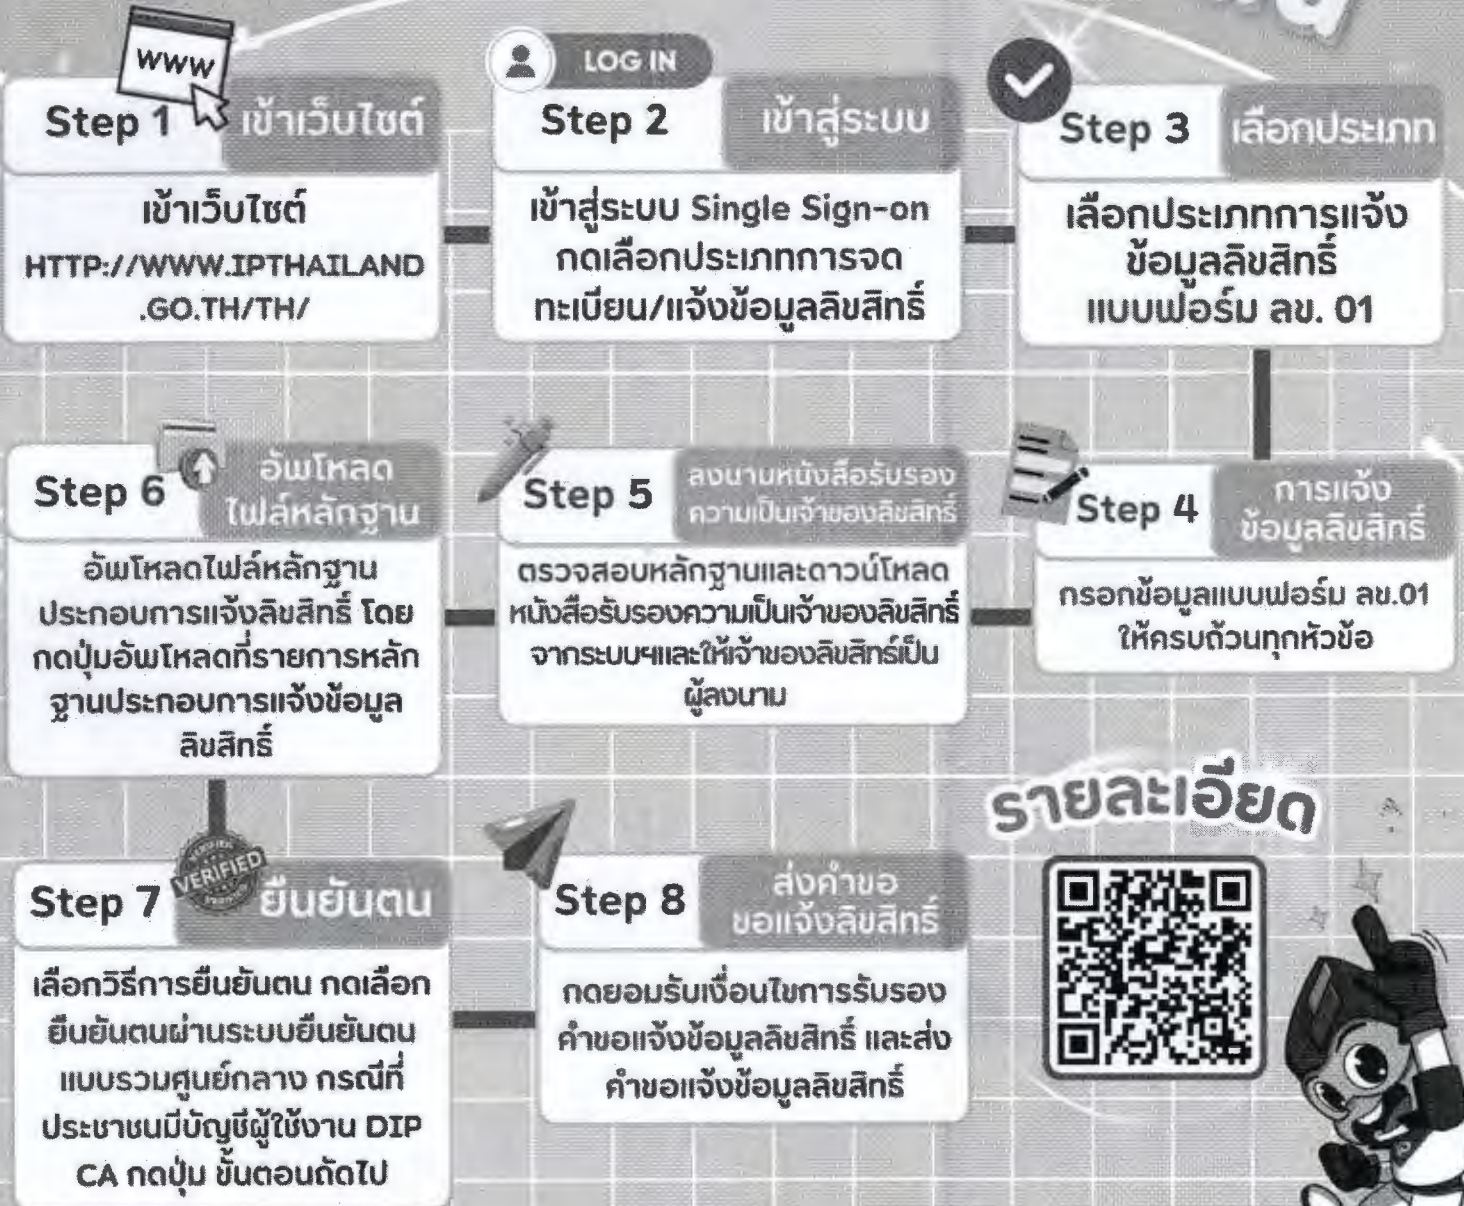 WWW
Step 1
เข้าเว็บไซต์
เข้าเว็บไซต์
HTTP://WWW.IPTHAILAND
.GO.TH/TH/
LOG IN
Step 2
เข้าสู่ระบบ
เข้าสู่ระบบ Single Sign-on
กดเลือกประเภทการจด
ทะเบียน/แจ้งข้อมูลลิขสิทธิ์
Step 3
เลือกประเภท
เลือกประเภทการแจ้ง
ข้อมูลลิขสิทธิ์
แบบฟอร์ม ลข. 01
Step 4
การแจ้ง
ข้อมูลลิขสิทธิ์
กรอกข้อมูลแบบฟอร์ม ลข.01
ให้ครบถ้วนทุกหัวข้อ
Step 5
ลงนามหนังสือรับรอง
ความเป็นเจ้าของลิขสิทธิ์
ตรวจสอบหลักฐานและดาวน์โหลด
หนังสือรับรองความเป็นเจ้าของลิขสิทธิ์
จากระบบฯและให้เจ้าของลิขสิทธิ์เป็น
ผู้ลงนาม
Step 6
อัพโหลด
ไฟล์หลักฐาน
อัพโหลดไฟล์หลักฐาน
ประกอบการแจ้งลิขสิทธิ์ โดย
กดปุ่มอัพโหลดที่รายการหลัก
ฐานประกอบการแจ้งข้อมูล
ลิขสิทธิ์
Step 7
VERIFIED
ยืนยันตน
เลือกวิธีการยืนยันตน กดเลือก
ยืนยันตนผ่านระบบยืนยันตน
แบบรวมศูนย์กลาง กรณีที่
ประชาชนมีบัญชีผู้ใช้งาน DIP
CA กดปุ่ม ขั้นตอนถัดไป
Step 8
ส่งคำขอ
ขอแจ้งลิขสิทธิ์
กดยอมรับเงื่อนไขการรับรอง
คำขอแจ้งข้อมูลลิขสิทธิ์ และส่ง
คำขอแจ้งข้อมูลลิขสิทธิ์
รายละเอียด